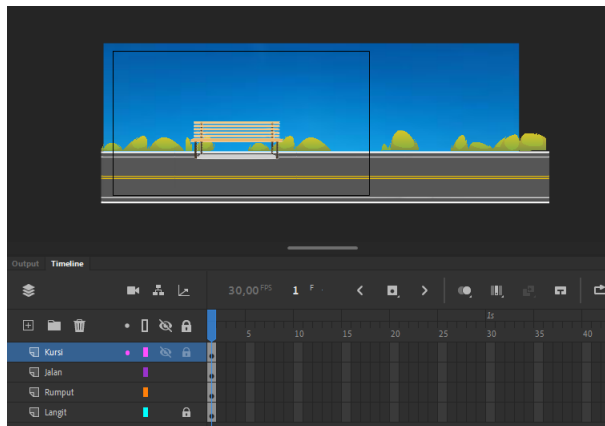 Output Timeline
30,00 FPS 1 F
1s
5 10 15 20 25 30 35 40
Kursi
Jalan
Rumput
Langit